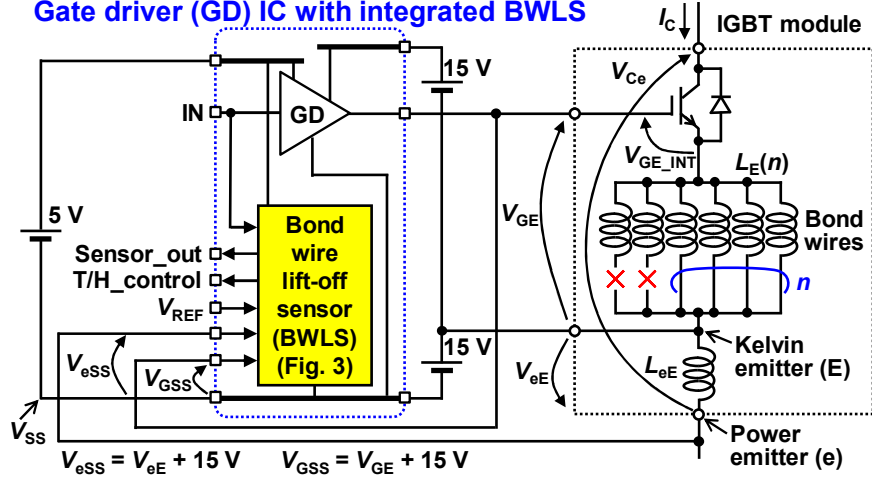 Gate driver (GD) IC with integrated BWLS
I_C
IGBT module
15 V
V_Ce
IN
GD
V_GE_INT
L_E(n)
V_GE
5 V
Bond
wires
Bond
wire
lift-off
sensor
(BWLS)
(Fig. 3)
Sensor_out
T/H_control
V_REF
n
V_eSS
V_GSS
15 V
V_eE
L_eE
Kelvin
emitter (E)
V_SS
Power
emitter (e)
V_eSS = V_eE + 15 V
V_GSS = V_GE + 15 V